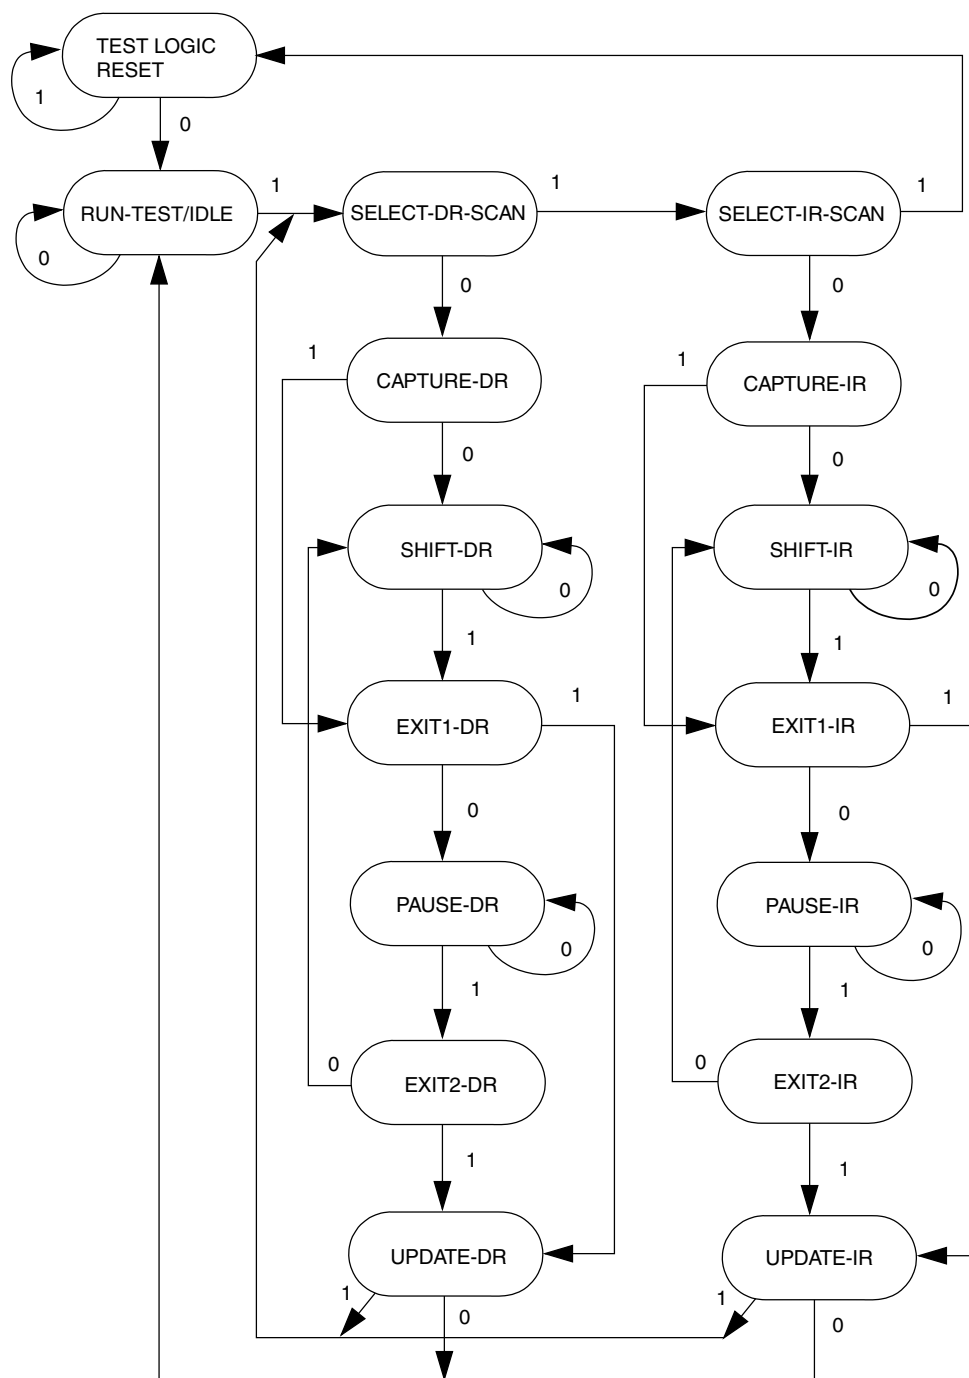 TEST LOGIC
RESET
1
0
RUN-TEST/IDLE
1
0
SELECT-DR-SCAN
1
SELECT-IR-SCAN
1
0
0
1
CAPTURE-DR
1
CAPTURE-IR
0
0
SHIFT-DR
0
SHIFT-IR
0
1
1
EXIT1-DR
1
EXIT1-IR
1
0
0
PAUSE-DR
0
PAUSE-IR
0
1
1
0
EXIT2-DR
0
EXIT2-IR
1
1
UPDATE-DR
UPDATE-IR
1
0
1
0